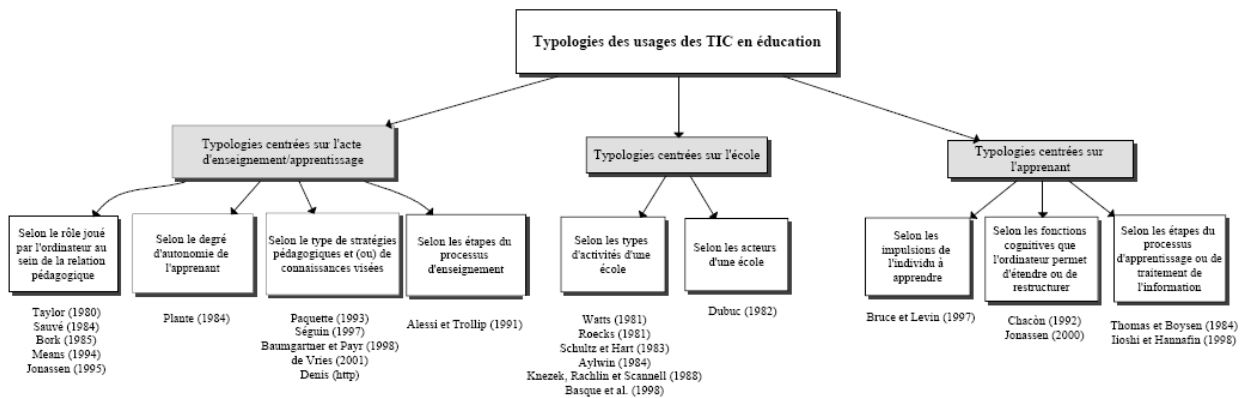 Typologies des usages des TIC en éducation
Typologies centrées sur l'acte
d'enseignement/apprentissage
Typologies centrées sur l'école
Typologies centrées sur
l'apprenant
Selon le rôle joué
par l'ordinateur au
sein de la relation
pédagogique
Selon le degré
d'autonomie de
l'apprenant
Selon le type de stratégies
pédagogiques et (ou) de
connaissances visées
Selon les étapes du
processus
d'enseignement
Selon les types
d'activités d'une
école
Selon les acteurs
d'une école
Selon les
impulsions de
l'individu à
apprendre
Selon les fonctions
cognitives que
l'ordinateur permet
d'étendre ou de
restructurer
Selon les étapes du
processus
d'apprentissage ou de
traitement de
l'information
Taylor (1980)
Sauvé (1984)
Bork (1985)
Means (1994)
Jonassen (1995)
Plante (1984)
Paquette (1993)
Séguin (1997)
Baumgartner et Payr (1998)
de Vries (2001)
Denis (http)
Alessi et Trollip (1991)
Watts (1981)
Roecks (1981)
Schultz et Hart (1983)
Aylwin (1984)
Knezek, Rachlin et Scannell (1988)
Basque et al. (1998)
Dubuc (1982)
Bruce et Levin (1997)
Chacòn (1992)
Jonassen (2000)
Thomas et Boysen (1984)
Iioshi et Hannafin (1998)